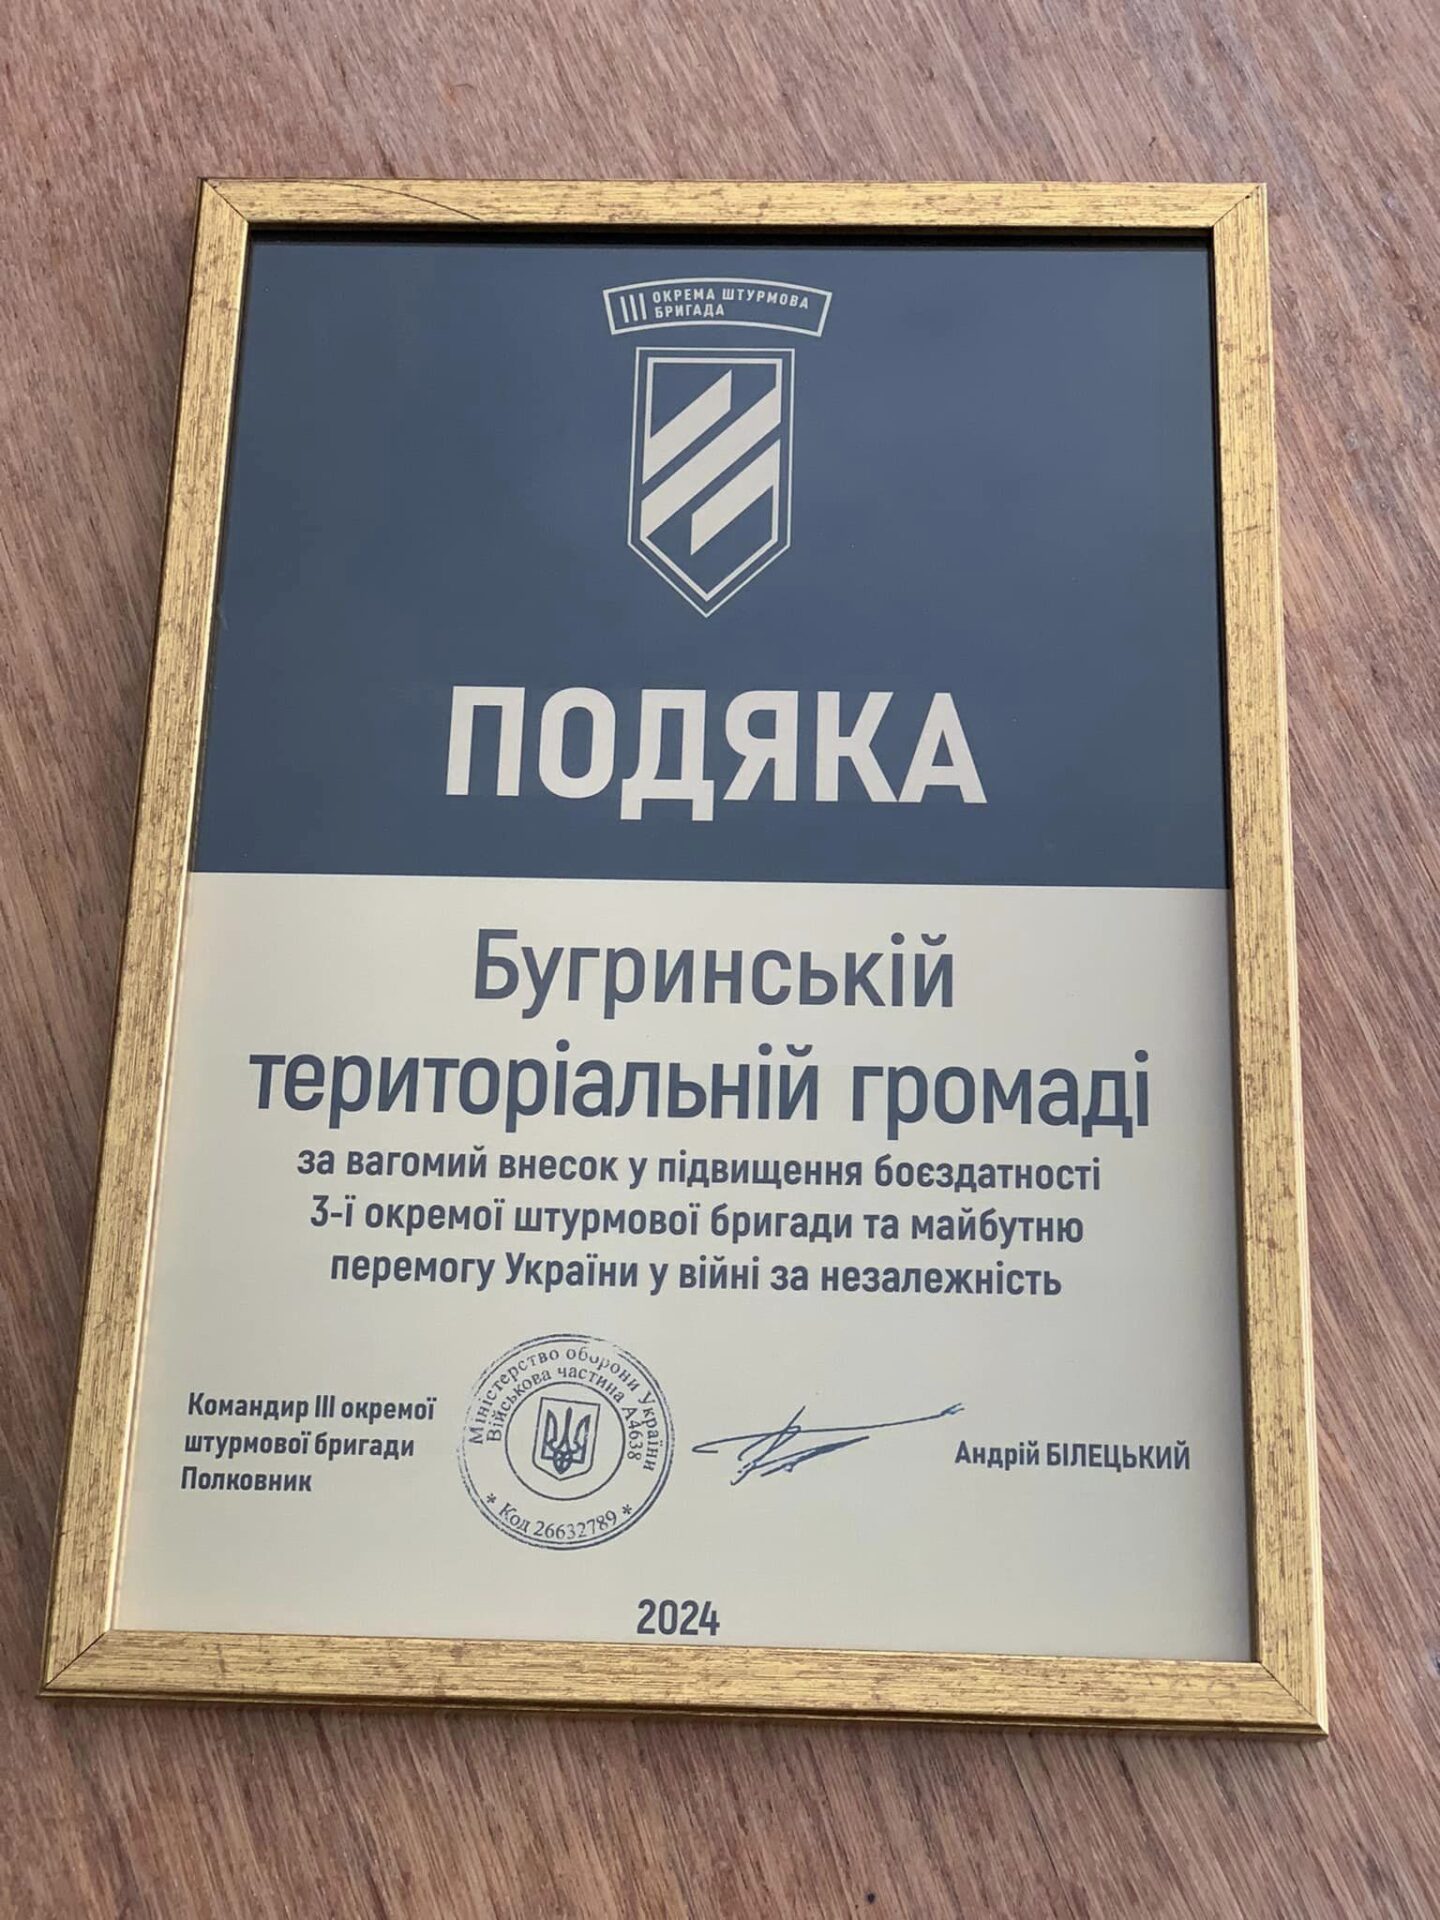 III ОКРЕМА ШТУРМОВА
БРИГАДА
ПОДЯКА
Бугринській
територіальній громаді
за вагомий внесок у підвищення боєздатності
3-ї окремої штурмової бригади та майбутню
перемогу України у війні за незалежність
Командир III окремої
штурмової бригади
Полковник
Міністерство оборони України
Військова частина А4638
* Код 26632789 *
Андрій БІЛЕЦЬКИЙ
2024